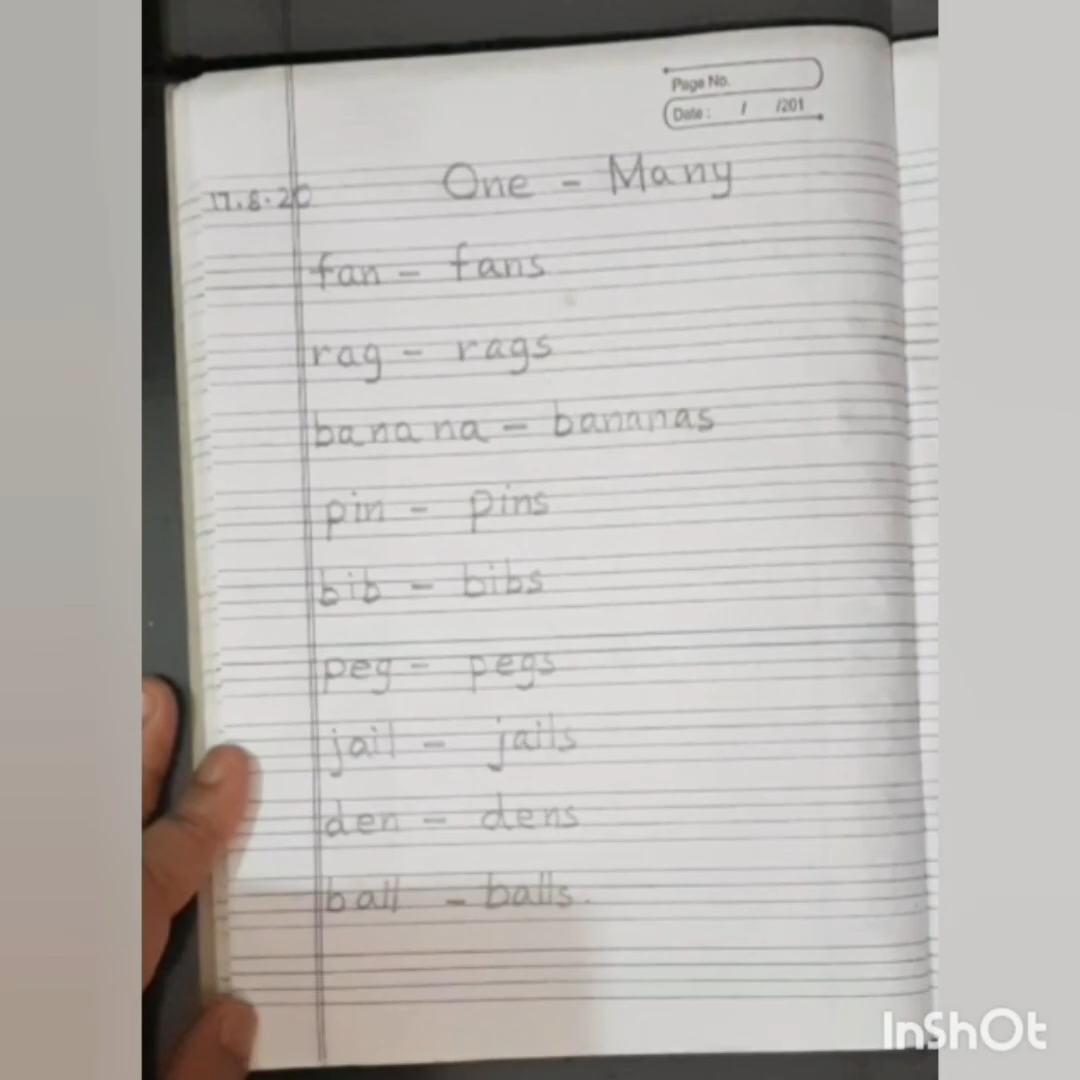 Page No.
Date : / /201
17.8.20
One - Many
fan - fans
rag - rags
banana - bananas
pin - pins
bib - bibs
peg - pegs
jail - jails
den - dens
ball - balls.
InShOt